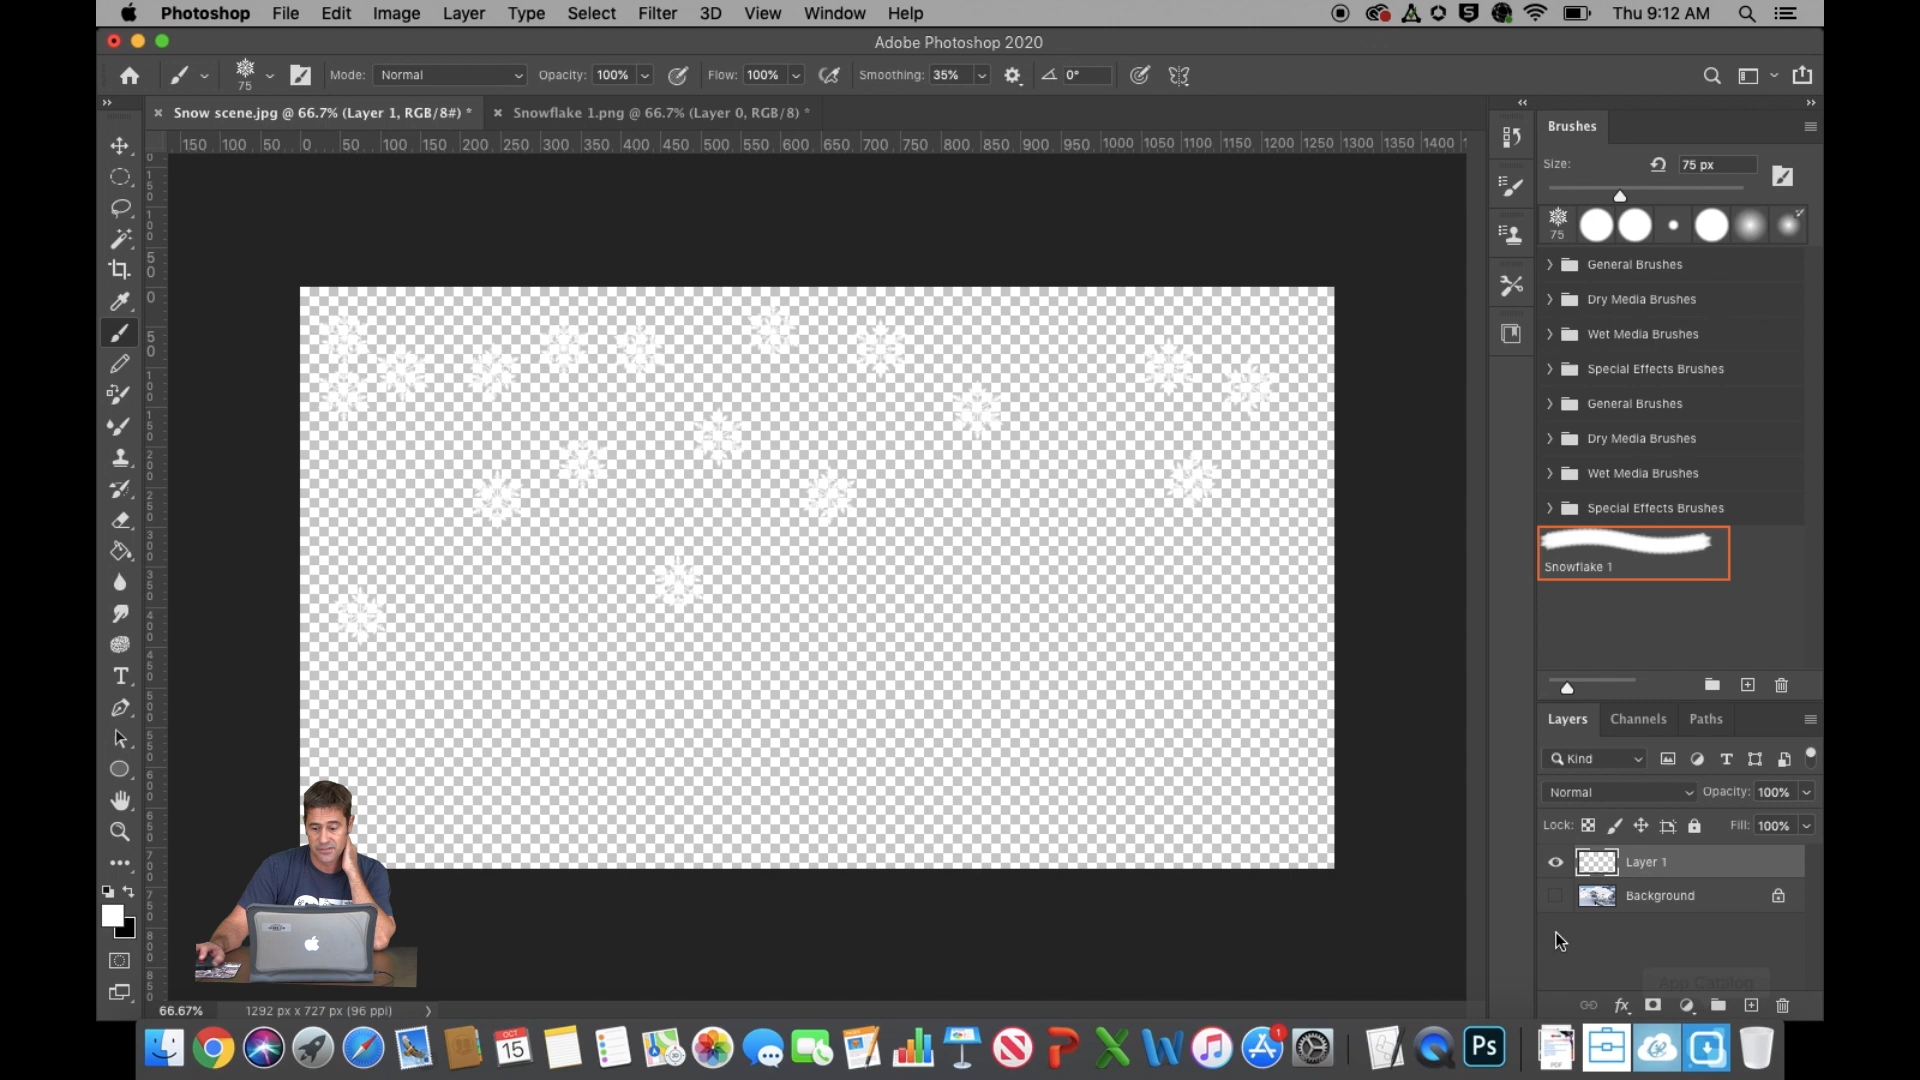 Photoshop File Edit Image Layer Type Select Filter 3D View Window Help Thu 9:12 AM
Adobe Photoshop 2020
75 Mode: Normal Opacity: 100% Flow: 100% Smoothing: 35% 0°
Snow scene.jpg @ 66.7% (Layer 1, RGB/8#) * Snowflake 1.png @ 66.7% (Layer 0, RGB/8) *
150 100 50 0 50 100 150 200 250 300 350 400 450 500 550 600 650 700 750 800 850 900 950 1000 1050 1100 1150 1200 1250 1300 1350 1400
Brushes
Size: 75 px
75
General Brushes
Dry Media Brushes
Wet Media Brushes
Special Effects Brushes
General Brushes
Dry Media Brushes
Wet Media Brushes
Special Effects Brushes
Snowflake 1
Layers Channels Paths
Kind
Normal Opacity: 100%
Lock: Fill: 100%
Layer 1
Background
App Catalog
66.67% 1292 px x 727 px (96 ppi)
OCT
15
1
Ps
PDF